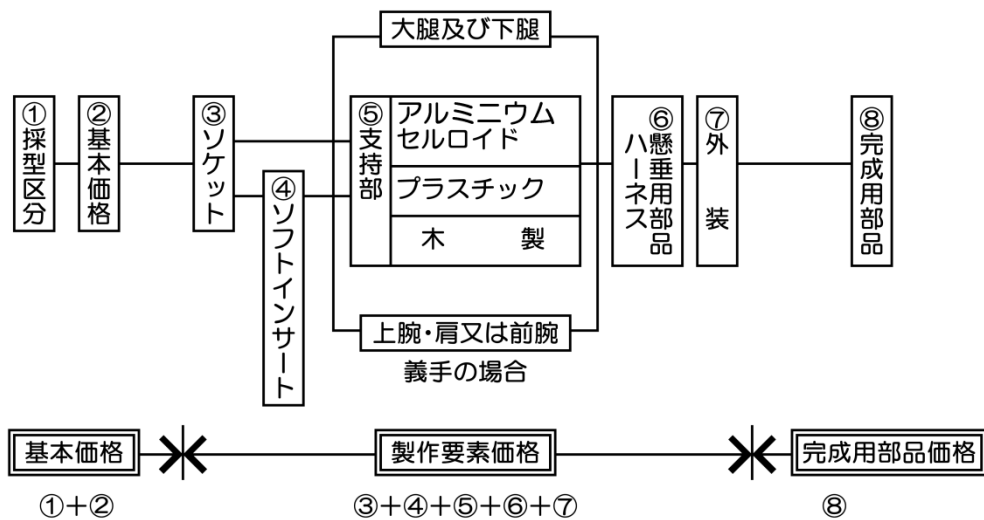 大腿及び下腿
①採型区分
②基本価格
③ソケット
④ソフトインサート
⑤支持部
アルミニウム
セルロイド
プラスチック
木　製
⑥懸垂用部品
ハーネス
⑦外装
⑧完成用部品
上腕・肩又は前腕
義手の場合
基本価格
製作要素価格
完成用部品価格
①+②
③+④+⑤+⑥+⑦
⑧